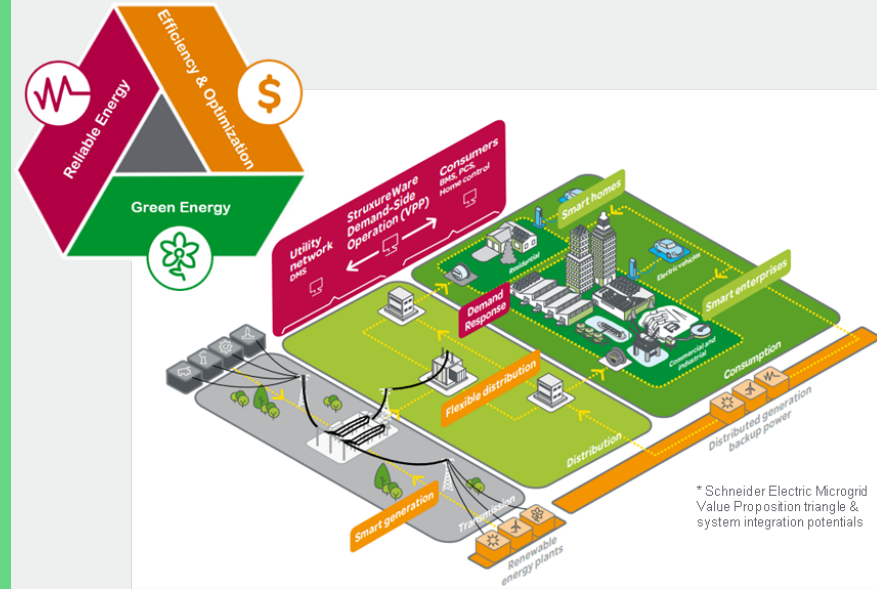 Efficiency & Optimization
$
Reliable Energy
Green Energy
Utility
network
DMS
StruxureWare
Demand-Side
Operation (VPP)
Consumers
BMS, PCS,
Home control
Smart homes
Residential
Electric vehicles
Smart enterprises
Demand
Response
Commercial and
industrial
Consumption
Flexible distribution
Distribution
Distributed generation
backup power
Transmission
Smart generation
Renewable
energy plants
* Schneider Electric Microgrid
Value Proposition triangle &
system integration potentials